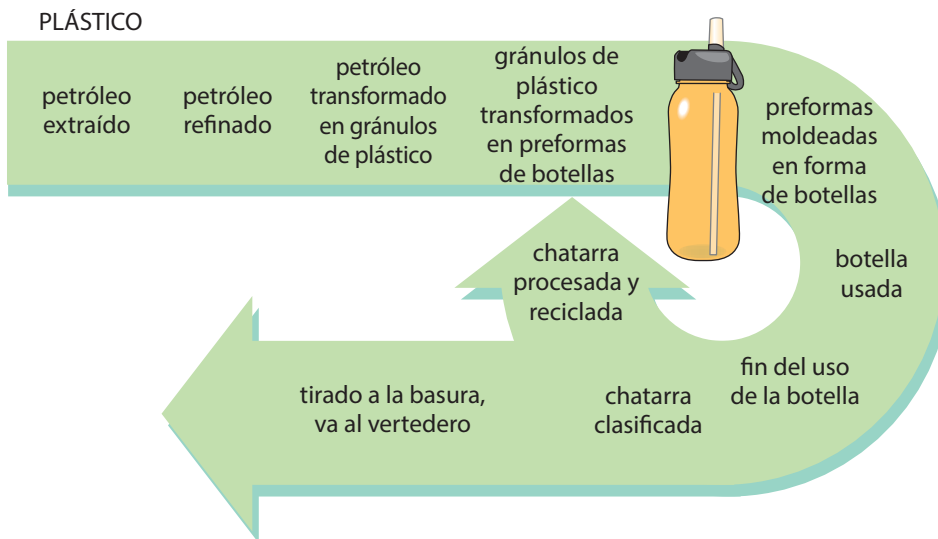 PLÁSTICO
petróleo
extraído
petróleo
refinado
petróleo
transformado
en gránulos
de plástico
gránulos de
plástico
transformados
en preformas
de botellas
preformas
moldeadas
en forma
de botellas
botella
usada
fin del uso
de la botella
chatarra
clasificada
chatarra
procesada y
reciclada
tirado a la basura,
va al vertedero